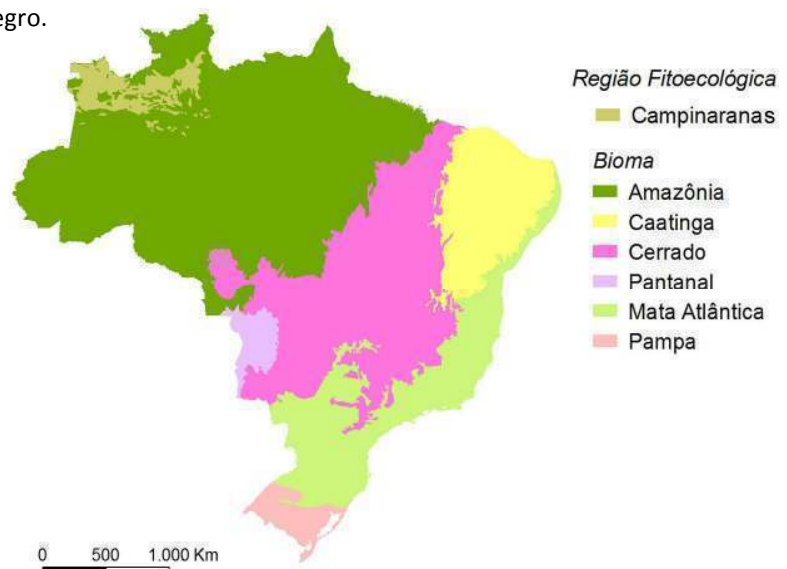 egro.
Região Fitoecológica
Campinaranas
Bioma
Amazônia
Caatinga
Cerrado
Pantanal
Mata Atlântica
Pampa
0 500 1.000 Km